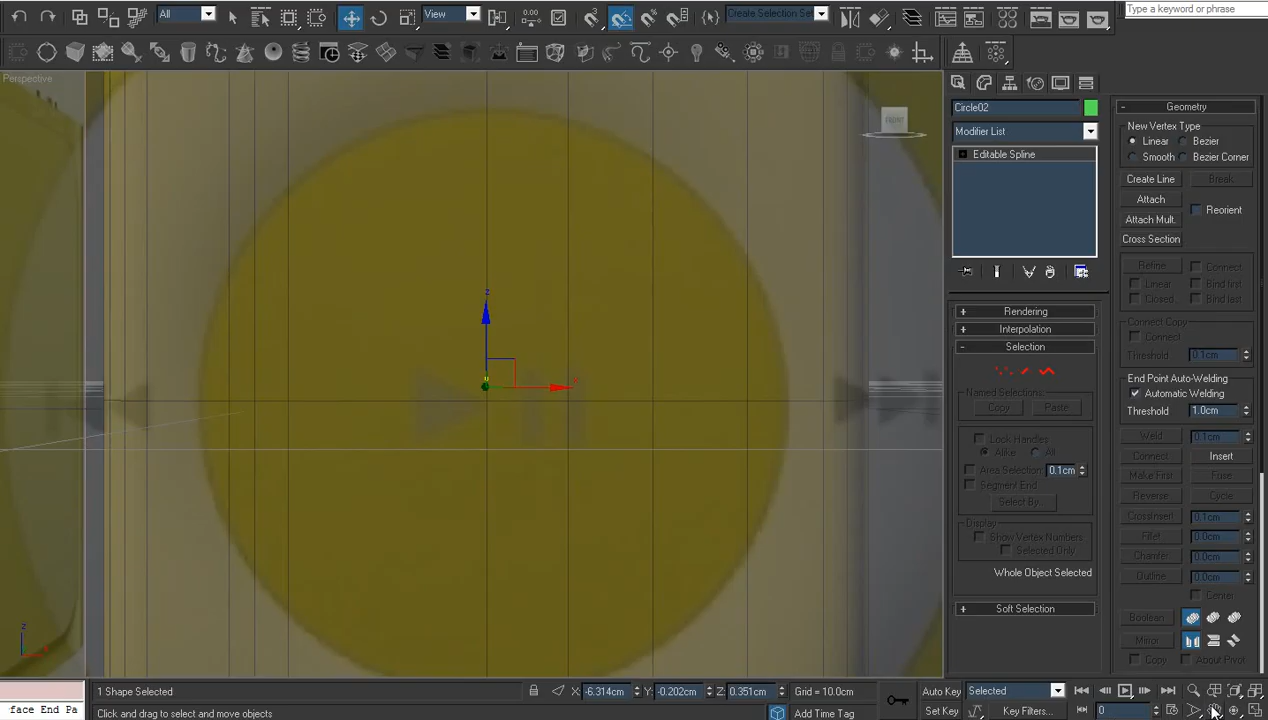 All
View
Create Selection Set
Type a keyword or phrase
Perspective
FRONT
z
x
Circle02
Modifier List
Editable Spline
Rendering
Interpolation
Selection
Named Selections:
Copy
Paste
Lock Handles
Alike
All
Area Selection:
0.1cm
Segment End
Select By...
Display
Show Vertex Numbers
Selected Only
Whole Object Selected
Soft Selection
Geometry
New Vertex Type
Linear
Bezier
Smooth
Bezier Corner
Create Line
Break
Attach
Reorient
Attach Mult.
Cross Section
Refine
Connect
Linear
Bind first
Closed
Bind last
Connect Copy
Connect
Threshold
0.1cm
End Point Auto-Welding
Automatic Welding
Threshold
1.0cm
Weld
0.1cm
Connect
Insert
Make First
Fuse
Reverse
Cycle
CrossInsert
0.1cm
Fillet
0.0cm
Chamfer
0.0cm
Outline
0.0cm
Center
Boolean
Mirror
Copy
About Pivot
1 Shape Selected
X: -6.314cm
Y: -0.202cm
Z: 0.351cm
Grid = 10.0cm
Auto Key
Selected
face End Pa
Click and drag to select and move objects
Add Time Tag
Set Key
Key Filters...
0